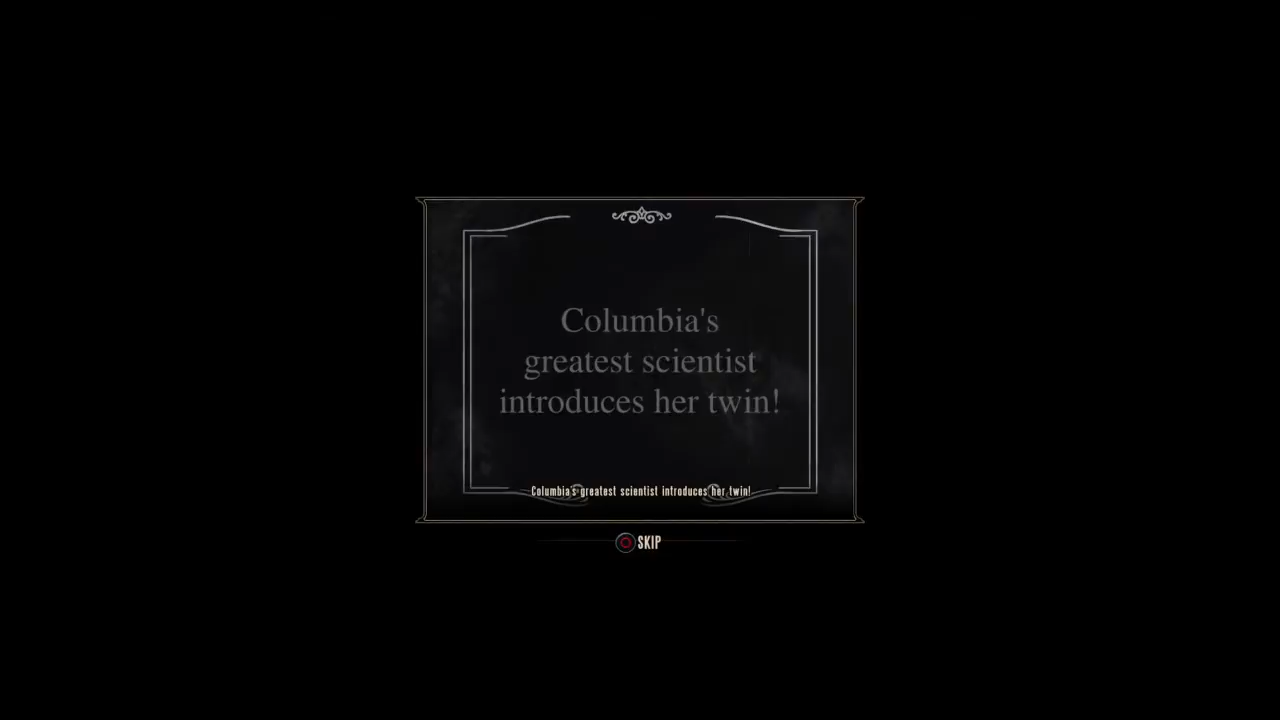 Columbia's
greatest scientist
introduces her twin!
Columbia's greatest scientist introduces her twin!
SKIP